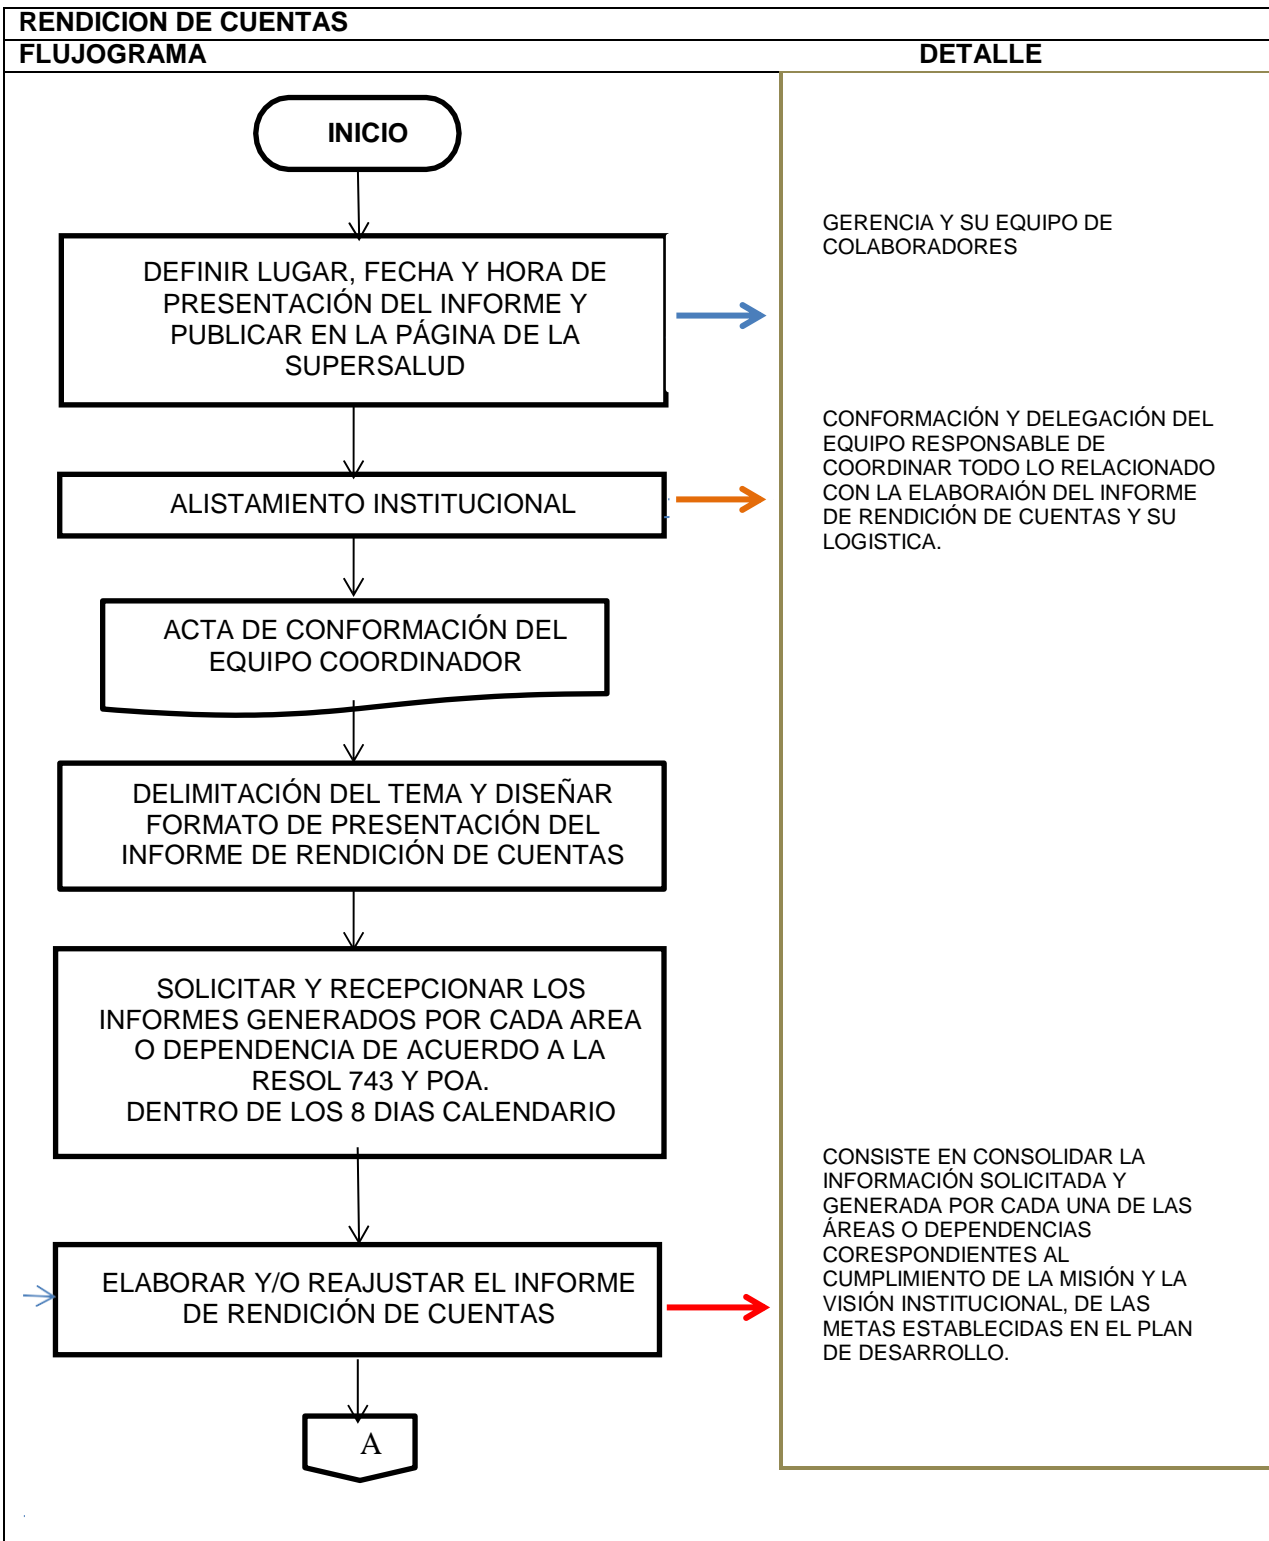 RENDICION DE CUENTAS
FLUJOGRAMA
DETALLE
INICIO
DEFINIR LUGAR, FECHA Y HORA DE
PRESENTACIÓN DEL INFORME Y
PUBLICAR EN LA PÁGINA DE LA
SUPERSALUD
GERENCIA Y SU EQUIPO DE
COLABORADORES
ALISTAMIENTO INSTITUCIONAL
CONFORMACIÓN Y DELEGACIÓN DEL
EQUIPO RESPONSABLE DE
COORDINAR TODO LO RELACIONADO
CON LA ELABORAIÓN DEL INFORME
DE RENDICIÓN DE CUENTAS Y SU
LOGISTICA.
ACTA DE CONFORMACIÓN DEL
EQUIPO COORDINADOR
DELIMITACIÓN DEL TEMA Y DISEÑAR
FORMATO DE PRESENTACIÓN DEL
INFORME DE RENDICIÓN DE CUENTAS
SOLICITAR Y RECEPCIONAR LOS
INFORMES GENERADOS POR CADA AREA
O DEPENDENCIA DE ACUERDO A LA
RESOL 743 Y POA.
DENTRO DE LOS 8 DIAS CALENDARIO
ELABORAR Y/O REAJUSTAR EL INFORME
DE RENDICIÓN DE CUENTAS
CONSISTE EN CONSOLIDAR LA
INFORMACIÓN SOLICITADA Y
GENERADA POR CADA UNA DE LAS
ÁREAS O DEPENDENCIAS
CORESPONDIENTES AL
CUMPLIMIENTO DE LA MISIÓN Y LA
VISIÓN INSTITUCIONAL, DE LAS
METAS ESTABLECIDAS EN EL PLAN
DE DESARROLLO.
A